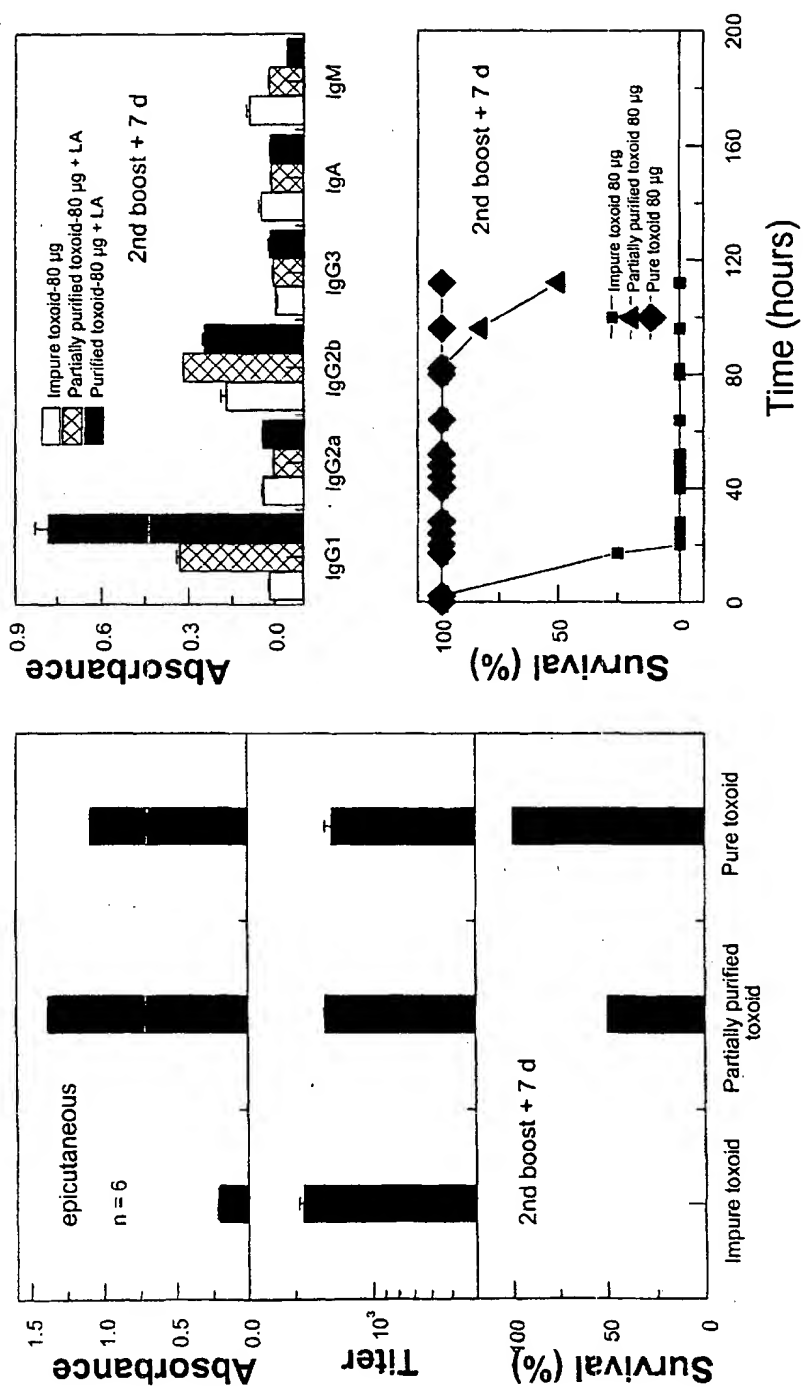 epicutaneous
n = 6
1.5
1.0
0.5
0.0
Absorbance
10³
Titer
2nd boost + 7 d
100
50
0
Survival (%)
Impure toxoid
Partially purified
toxoid
Pure toxoid
Impure toxoid-80 µg
Partially purified toxoid-80 µg + LA
Purified toxoid-80 µg + LA
2nd boost + 7 d
0.9
0.6
0.3
0.0
Absorbance
IgG1
IgG2a
IgG2b
IgG3
IgA
IgM
2nd boost + 7 d
Impure toxoid 80 µg
Partially purified toxoid 80 µg
Pure toxoid 80 µg
100
50
0
Survival (%)
0
40
80
120
160
200
Time (hours)